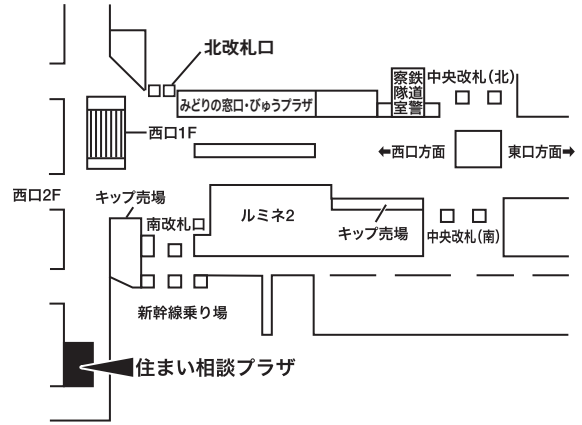 北改札口
鉄道警察隊室
中央改札(北)
みどりの窓口・びゅうプラザ
西口1F
西口方面
東口方面
西口2F
キップ売場
南改札口
ルミネ2
キップ売場
中央改札(南)
新幹線乗り場
住まい相談プラザ